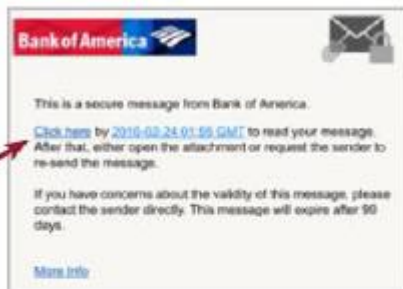 Bank of America
This is a secure message from Bank of America.
Click here by 2016-02-24 01:55 GMT to read your message.
After that, either open the attachment or request the sender to
re-send the message.
If you have concerns about the validity of this message, please
contact the sender directly. This message will expire after 90
days.
More Info